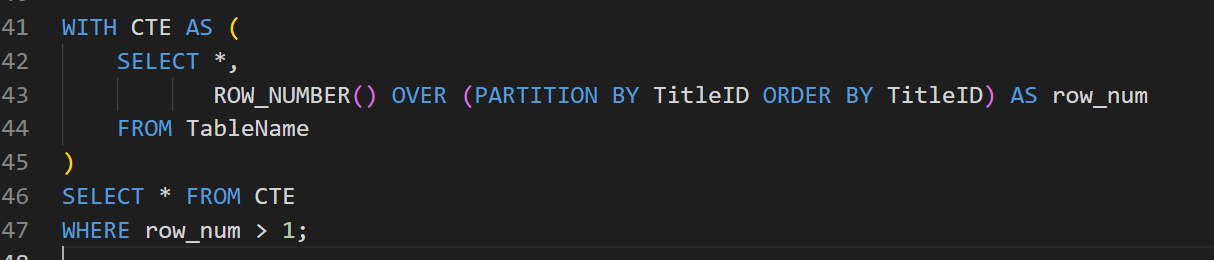 41 WITH CTE AS (
42     SELECT *,
43            ROW_NUMBER() OVER (PARTITION BY TitleID ORDER BY TitleID) AS row_num
44     FROM TableName
45 )
46 SELECT * FROM CTE
47 WHERE row_num > 1;